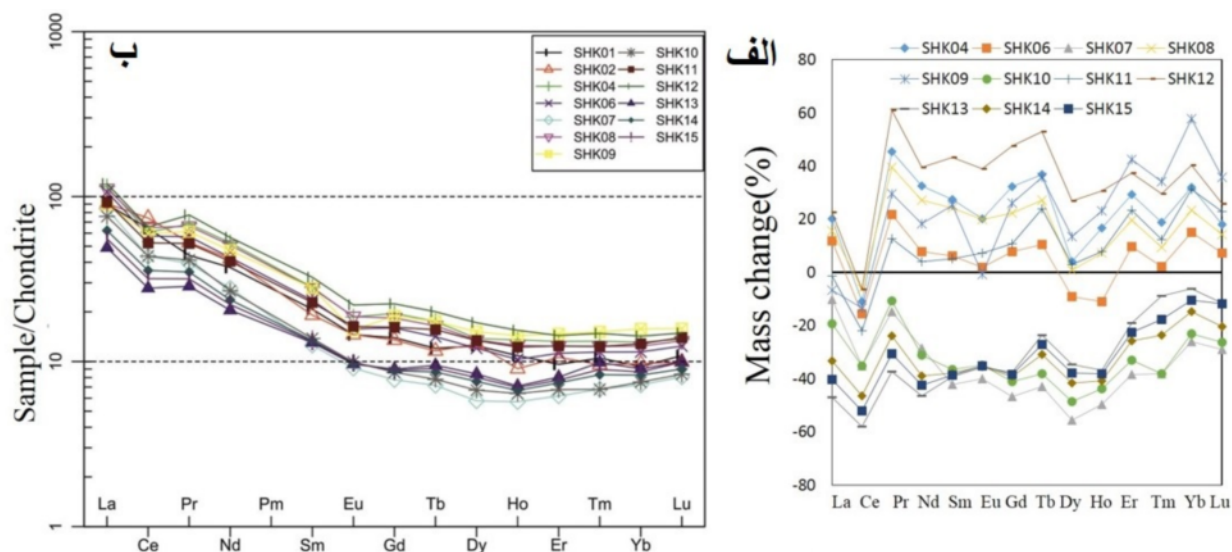 ب
1000
100
10
1
Sample/Chondrite
SHK01 SHK10
SHK02 SHK11
SHK04 SHK12
SHK06 SHK13
SHK07 SHK14
SHK08 SHK15
SHK09
La Pr Pm Eu Tb Ho Tm Lu
Ce Nd Sm Gd Dy Er Yb
الف
SHK04 SHK06 SHK07 SHK08
SHK09 SHK10 SHK11 SHK12
SHK13 SHK14 SHK15
80
60
40
20
0
-20
-40
-60
-80
Mass change(%)
La Ce Pr Nd Sm Eu Gd Tb Dy Ho Er Tm Yb Lu